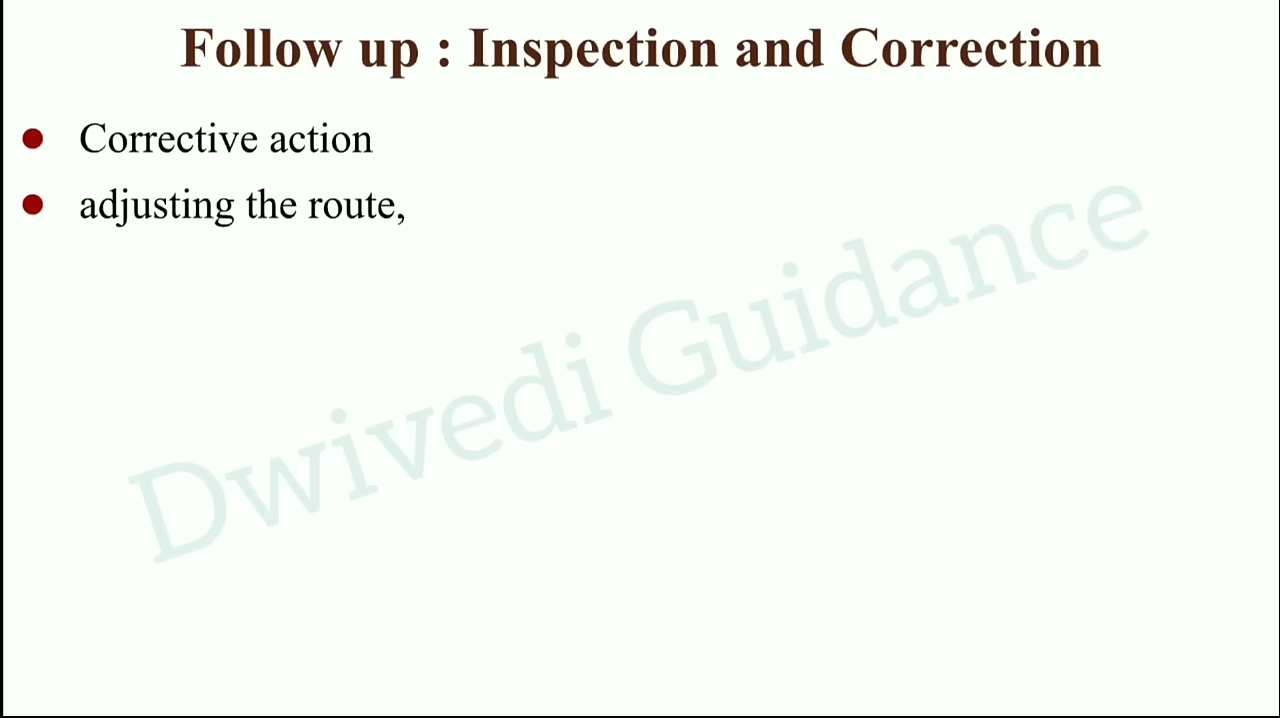 Follow up : Inspection and Correction
● Corrective action
● adjusting the route,
Dwivedi Guidance